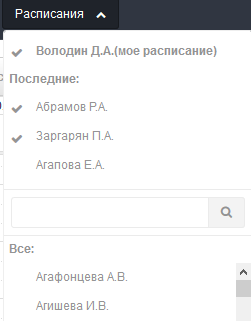 Расписания
Володин Д.А.(мое расписание)
Последние:
Абрамов Р.А.
Заргарян П.А.
Агапова Е.А.
Все:
Агафонцева А.В.
Агишева И.В.